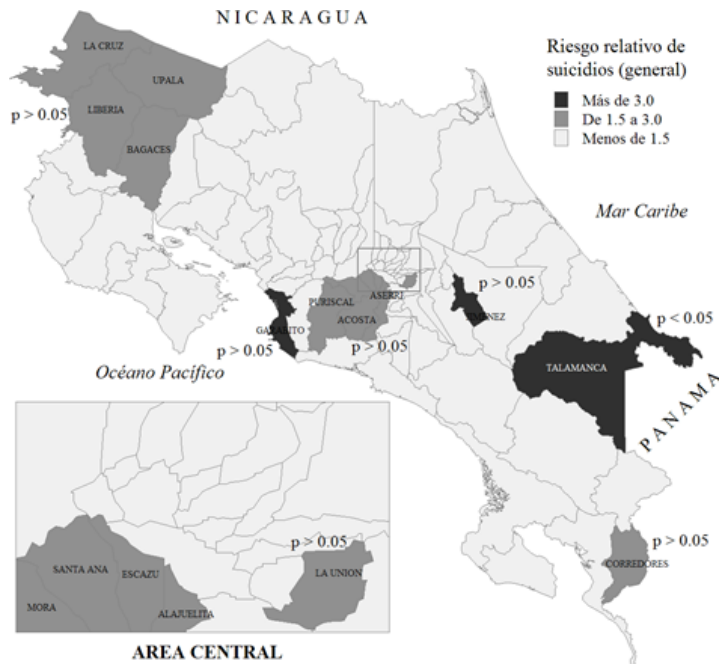 NICARAGUA
LA CRUZ
UPALA
p > 0.05
LIBERIA
BAGACES
Riesgo relativo de
suicidios (general)
Más de 3.0
De 1.5 a 3.0
Menos de 1.5
Mar Caribe
p > 0.05
PURISCAL
ASERRI
ACOSTA
GARABITO
JIMENEZ
p > 0.05
p > 0.05
p < 0.05
TALAMANCA
Océano Pacífico
PANAMA
p > 0.05
CORREDORES
p > 0.05
SANTA ANA
ESCAZU
LA UNION
MORA
ALAJUELITA
AREA CENTRAL